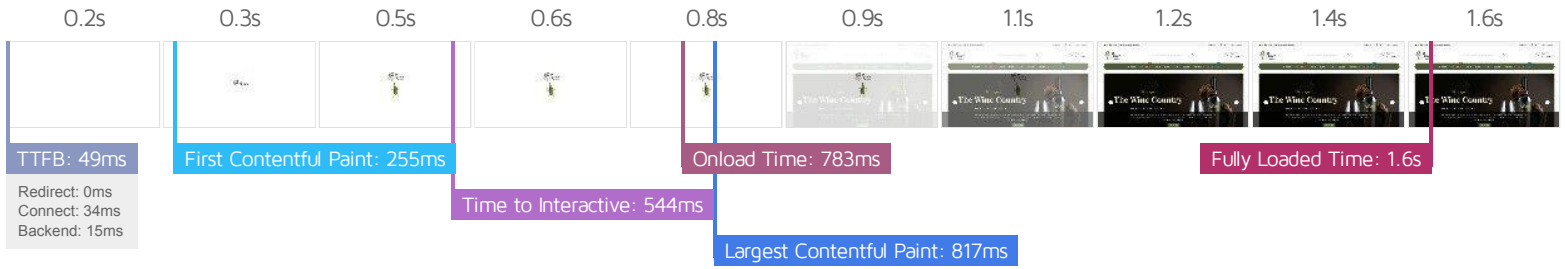 0.2s 0.3s 0.5s 0.6s 0.8s 0.9s 1.1s 1.2s 1.4s 1.6s
The Wine Country The Wine Country The Wine Country The Wine Country The Wine Country
TTFB: 49ms First Contentful Paint: 255ms Onload Time: 783ms Fully Loaded Time: 1.6s
Redirect: 0ms
Connect: 34ms
Backend: 15ms
Time to Interactive: 544ms
Largest Contentful Paint: 817ms